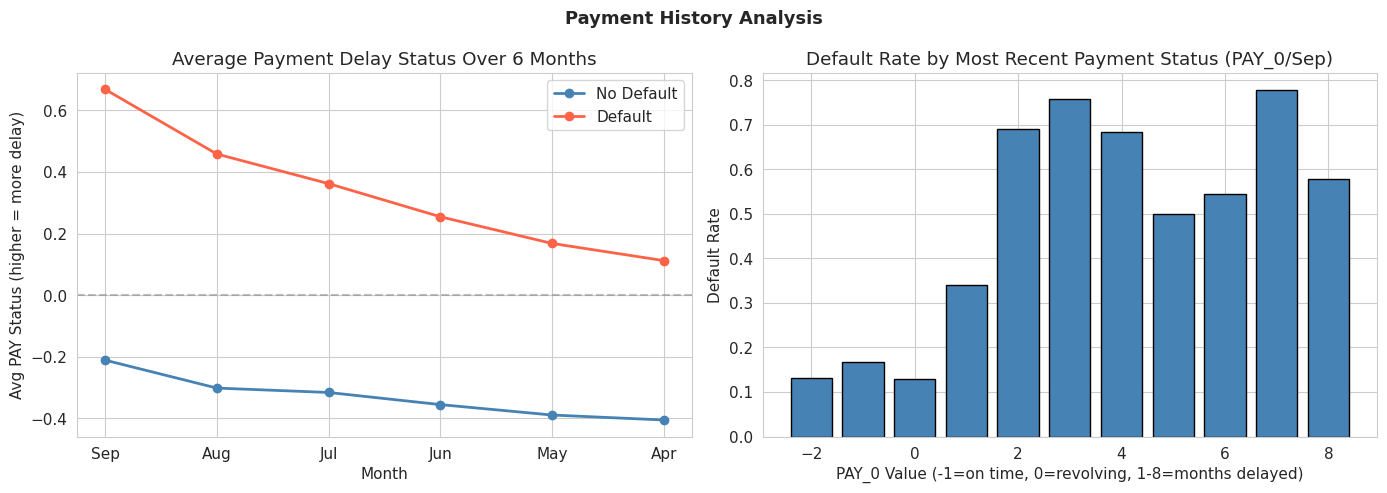 Payment History Analysis
Average Payment Delay Status Over 6 Months
Avg PAY Status (higher = more delay)
0.6
0.4
0.2
0.0
−0.2
−0.4
No Default
Default
Sep Aug Jul Jun May Apr
Month
Default Rate by Most Recent Payment Status (PAY_0/Sep)
Default Rate
0.8
0.7
0.6
0.5
0.4
0.3
0.2
0.1
0.0
−2 0 2 4 6 8
PAY_0 Value (-1=on time, 0=revolving, 1-8=months delayed)